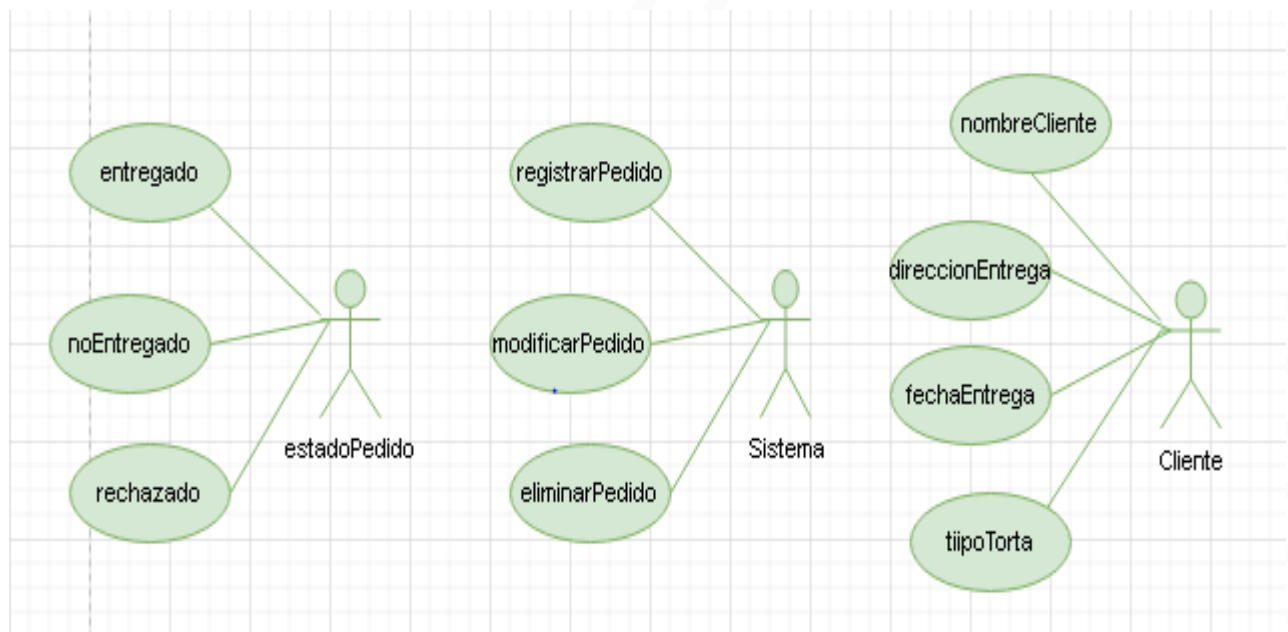 entregado
noEntregado
rechazado
estadoPedido
registrarPedido
modificarPedido
eliminarPedido
Sistema
nombreCliente
direccionEntrega
fechaEntrega
tiipoTorta
Cliente